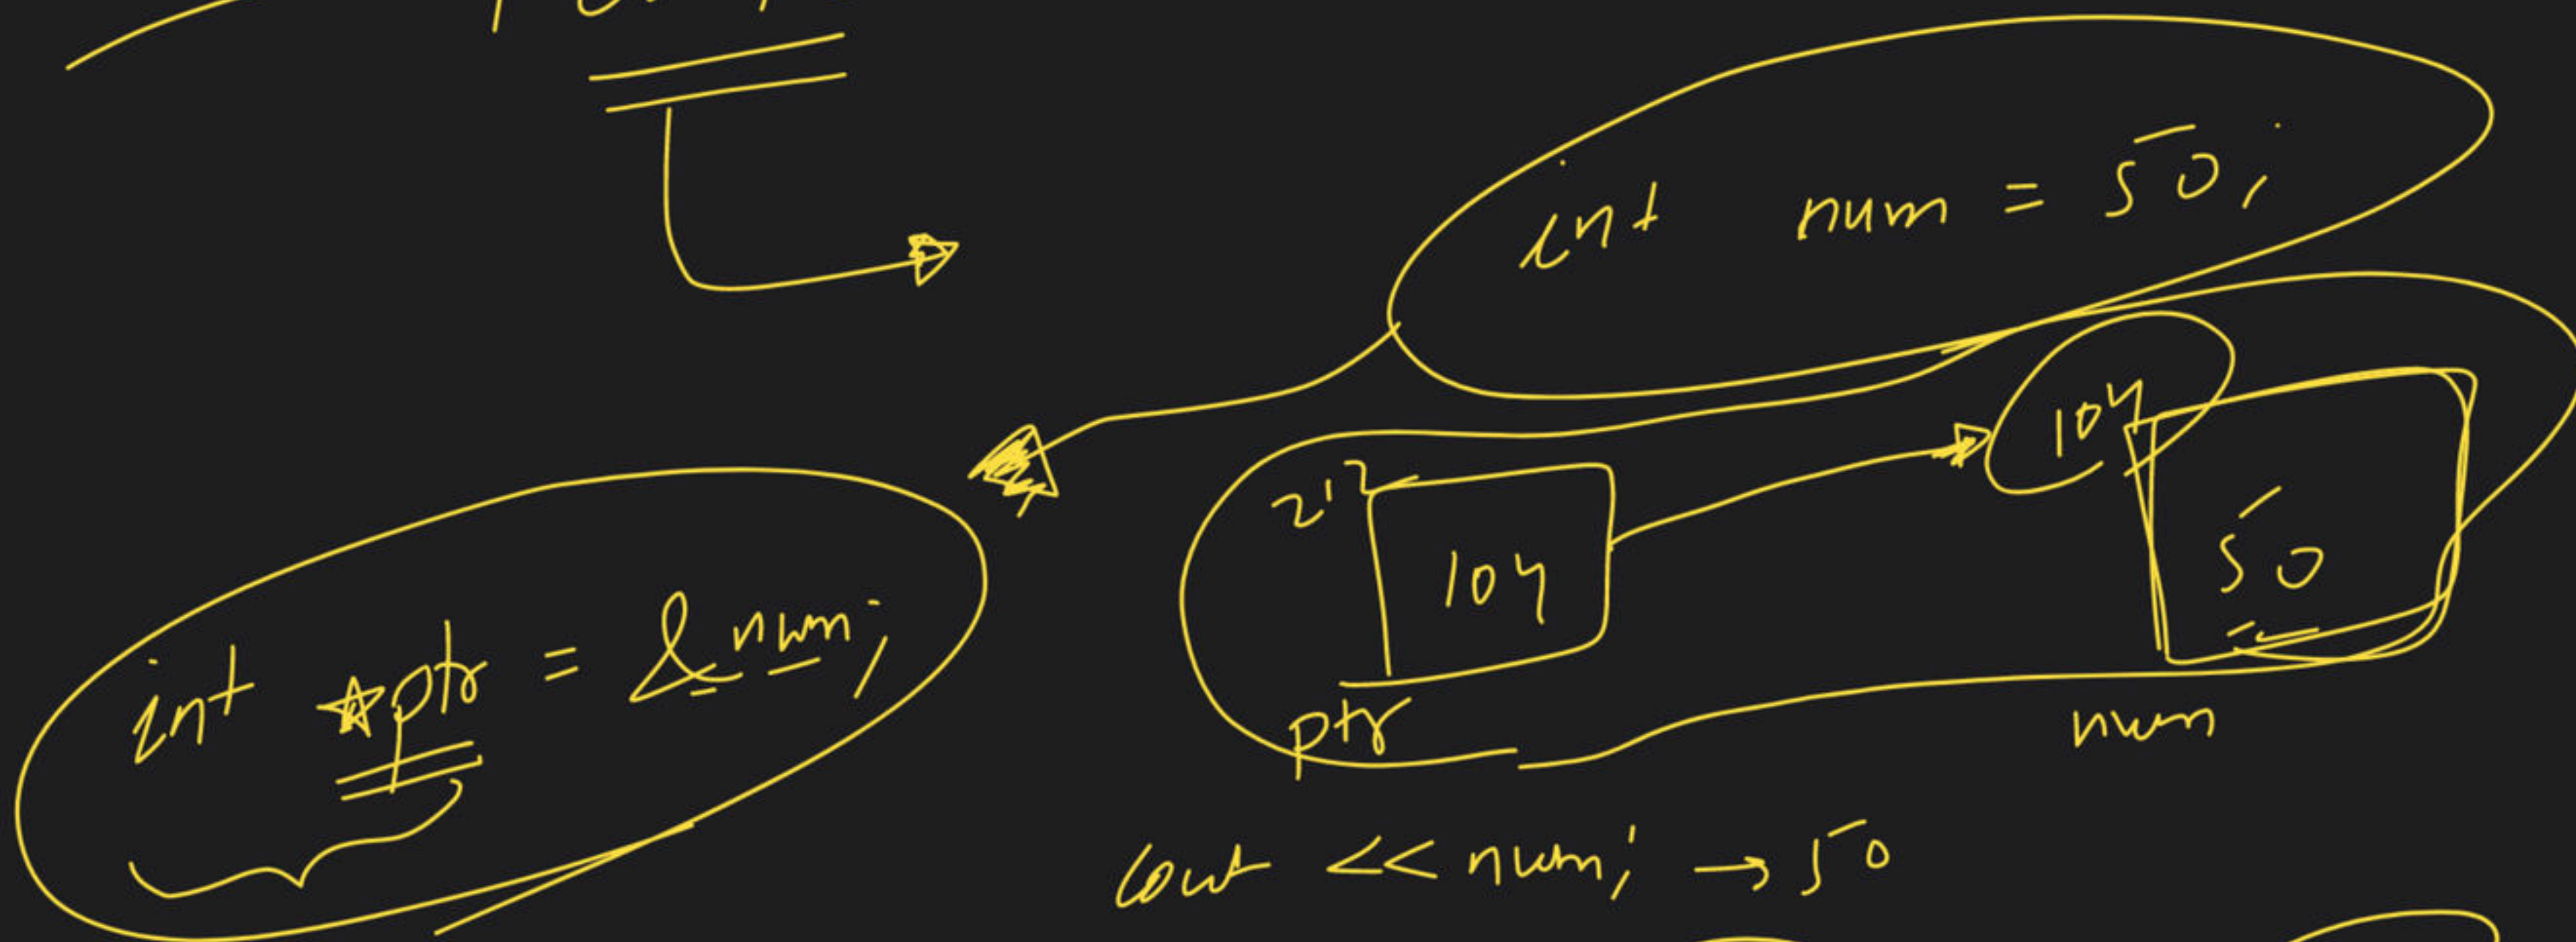 int num = 50;
104
212
104
50
int *ptr = &num;
ptr
num
cout << num; → 50